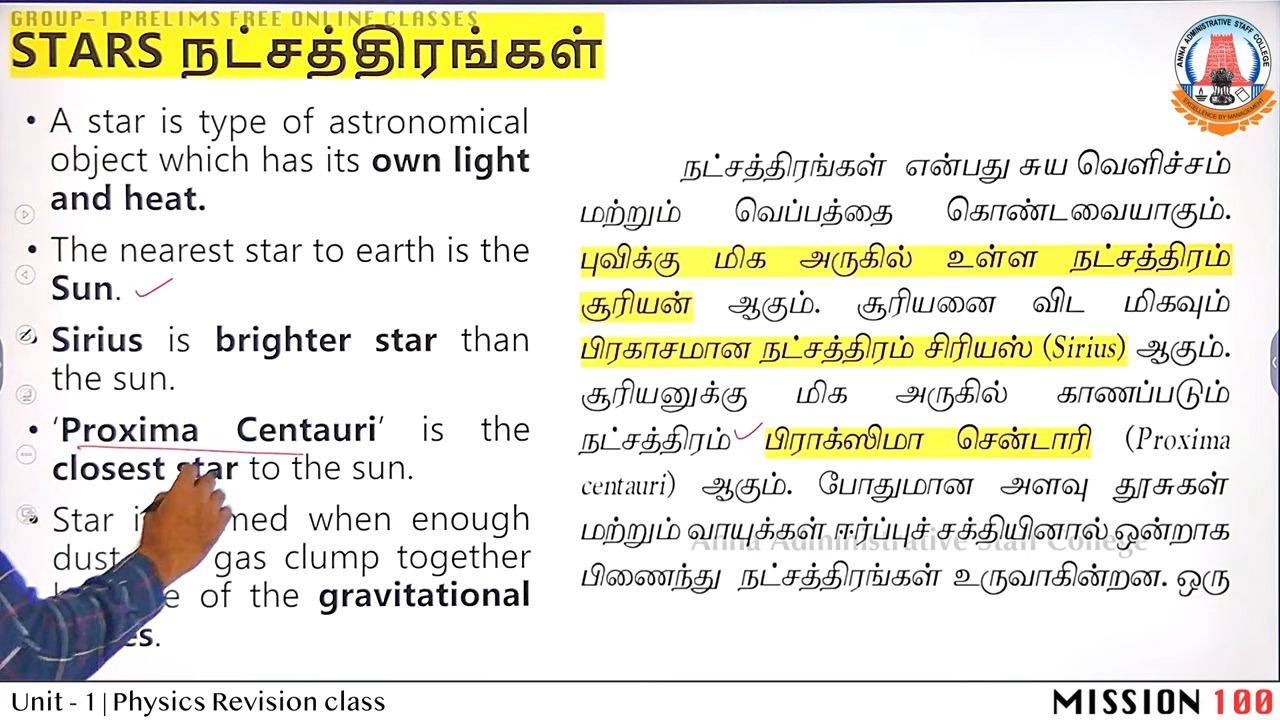 GROUP-1 PRELIMS FREE ONLINE CLASSES
STARS நட்சத்திரங்கள்
ANNA ADMINISTRATIVE STAFF COLLEGE
EXCELLENCE BY MANAGEMENT
• A star is type of astronomical
object which has its own light
and heat.
• The nearest star to earth is the
Sun.
Sirius is brighter star than
the sun.
• ‘Proxima Centauri’ is the
closest star to the sun.
Star when enough
dust gas clump together
of the gravitational
நட்சத்திரங்கள் என்பது சுய வெளிச்சம்
மற்றும் வெப்பத்தை கொண்டவையாகும்.
புவிக்கு மிக அருகில் உள்ள நட்சத்திரம்
சூரியன் ஆகும். சூரியனை விட மிகவும்
பிரகாசமான நட்சத்திரம் சிரியஸ் (Sirius) ஆகும்.
சூரியனுக்கு மிக அருகில் காணப்படும்
நட்சத்திரம் பிராக்ஸிமா சென்டாரி (Proxima
centauri) ஆகும். போதுமான அளவு தூசுகள்
மற்றும் வாயுக்கள் ஈர்ப்புச் சக்தியினால் ஒன்றாக
Anna Administrative Staff College
பிணைந்து நட்சத்திரங்கள் உருவாகின்றன. ஒரு
Unit - 1 | Physics Revision class
MISSION 100